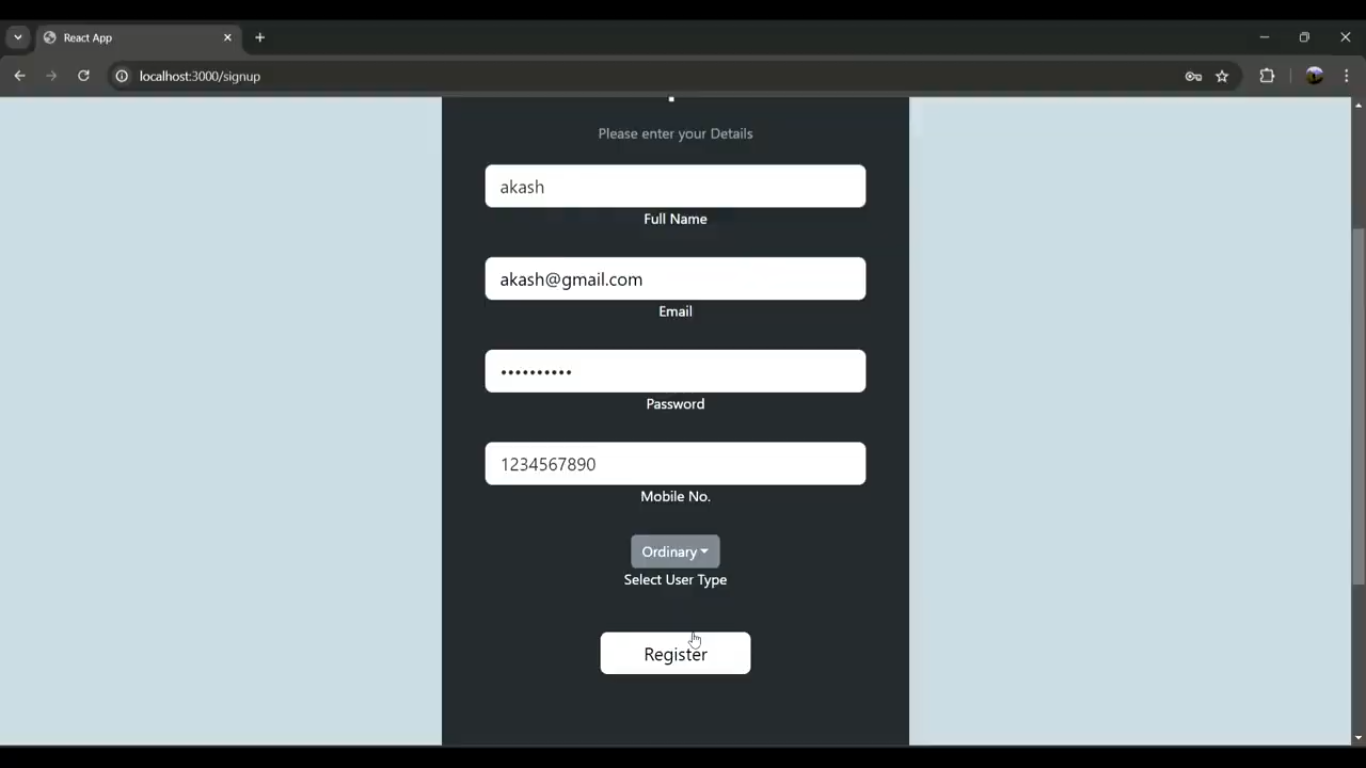 React App
localhost:3000/signup
Please enter your Details
akash
Full Name
akash@gmail.com
Email
••••••••••
Password
1234567890
Mobile No.
Ordinary
Select User Type
Register